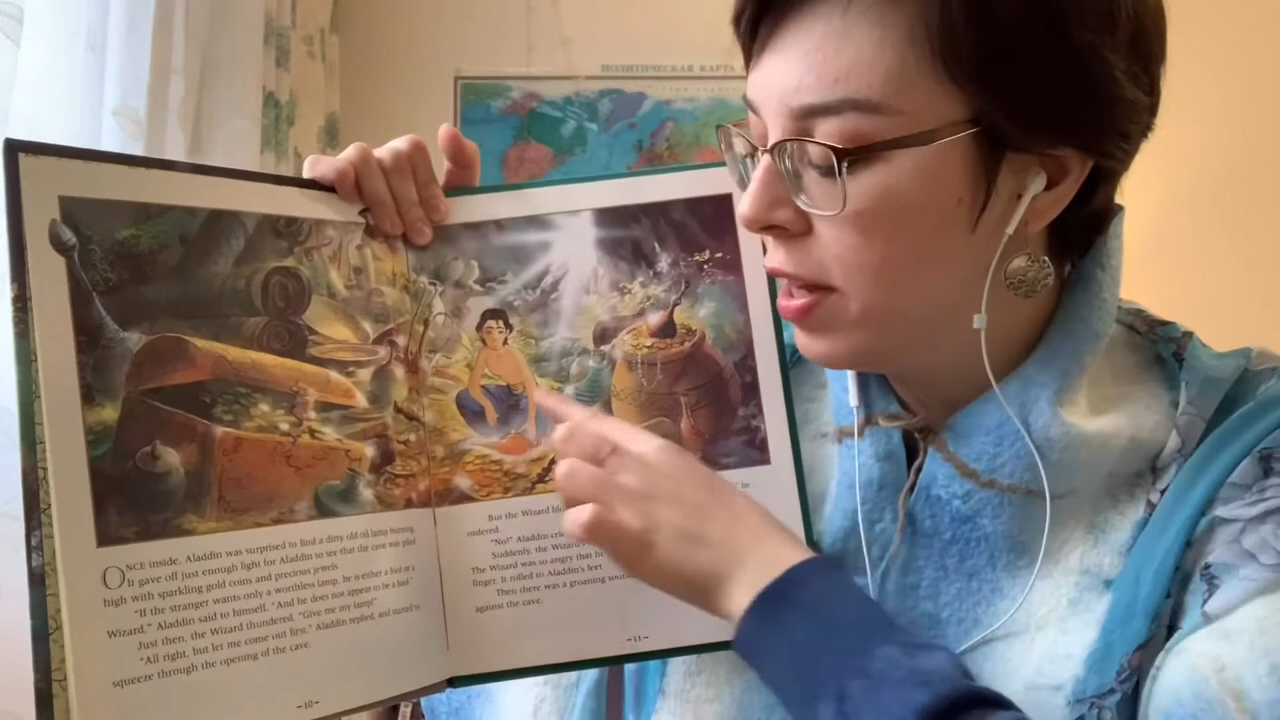 ПОЛИТИЧЕСКАЯ КАРТА
ONCE inside, Aladdin was surprised to find a dirty old oil lamp burning.
It gave off just enough light for Aladdin to see that the cave was piled
high with sparkling gold coins and precious jewels.
"If the stranger wants only a worthless lamp, he is either a fool or a
Wizard," Aladdin said to himself. "And he does not appear to be a fool."
Just then, the Wizard thundered, "Give me my lamp!"
"All right, but let me come out first," Aladdin replied, and started to
squeeze through the opening of the cave.
–10–
But the Wizard he
ordered.
"No!" Aladdin
Suddenly, the Wizard
The Wizard was so angry that he
finger. It rolled to Aladdin's feet
Then there was a groaning
against the cave.
–11–